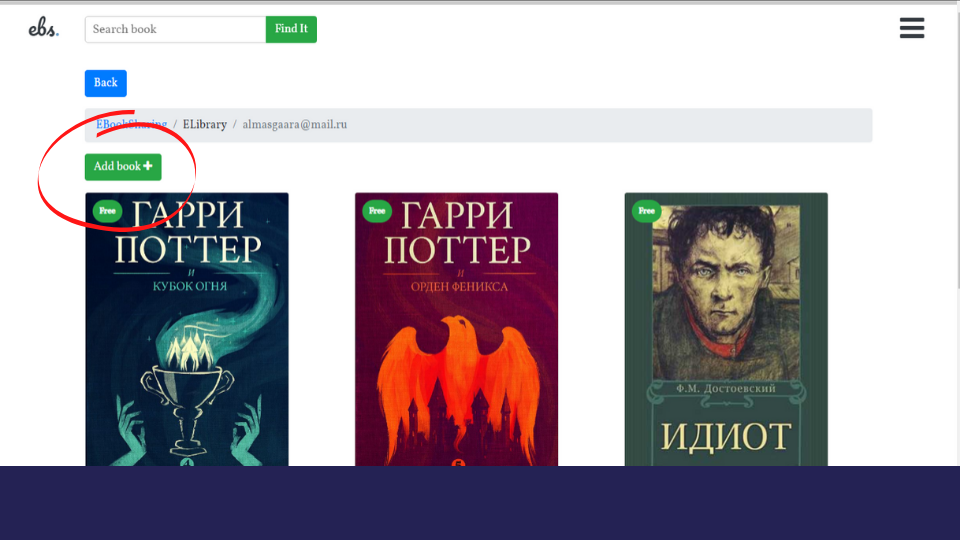 ebs.
Search book
Find It
Back
EBookSharing / ELibrary / almasgaara@mail.ru
Add book
Free
ГАРРИ
ПОТТЕР
И
КУБОК ОГНЯ
Free
ГАРРИ
ПОТТЕР
И
ОРДЕН ФЕНИКСА
Free
Ф.М. Достоевский
ИДИОТ